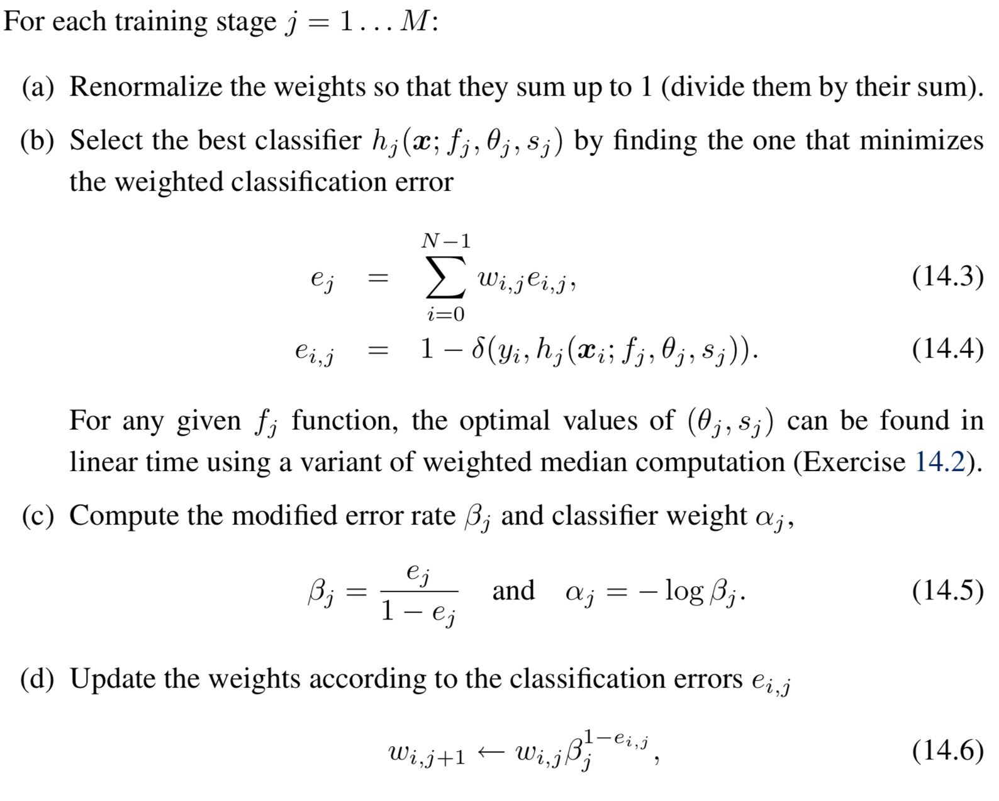 For each training stage j = 1 … M:
(a) Renormalize the weights so that they sum up to 1 (divide them by their sum).
(b) Select the best classifier h_j(x; f_j, θ_j, s_j) by finding the one that minimizes
the weighted classification error
e_j = \sum_{i=0}^{N-1} w_{i,j} e_{i,j}, (14.3)
e_{i,j} = 1 − δ(y_i, h_j(x_i; f_j, θ_j, s_j)). (14.4)
For any given f_j function, the optimal values of (θ_j, s_j) can be found in
linear time using a variant of weighted median computation (Exercise 14.2).
(c) Compute the modified error rate β_j and classifier weight α_j,
β_j = \frac{e_j}{1 − e_j} and α_j = − log β_j. (14.5)
(d) Update the weights according to the classification errors e_{i,j}
w_{i,j+1} ← w_{i,j} β_j^{1−e_{i,j}}, (14.6)